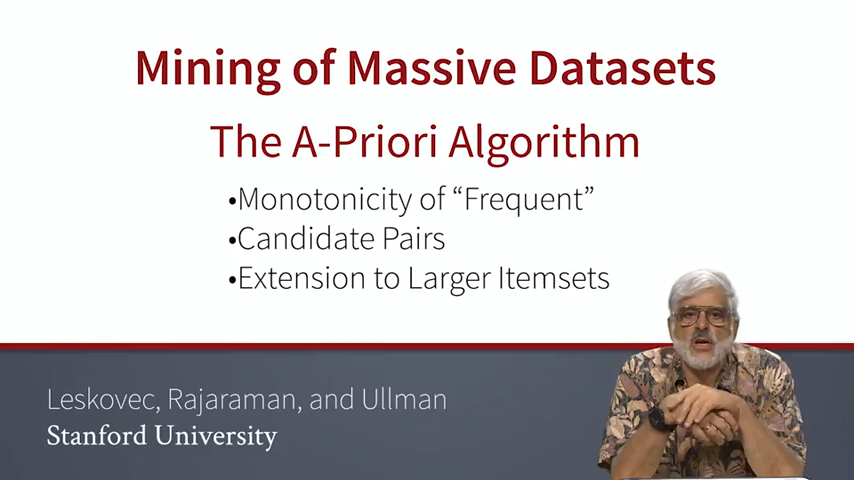 Mining of Massive Datasets
The A-Priori Algorithm
•Monotonicity of “Frequent”
•Candidate Pairs
•Extension to Larger Itemsets
Leskovec, Rajaraman, and Ullman
Stanford University